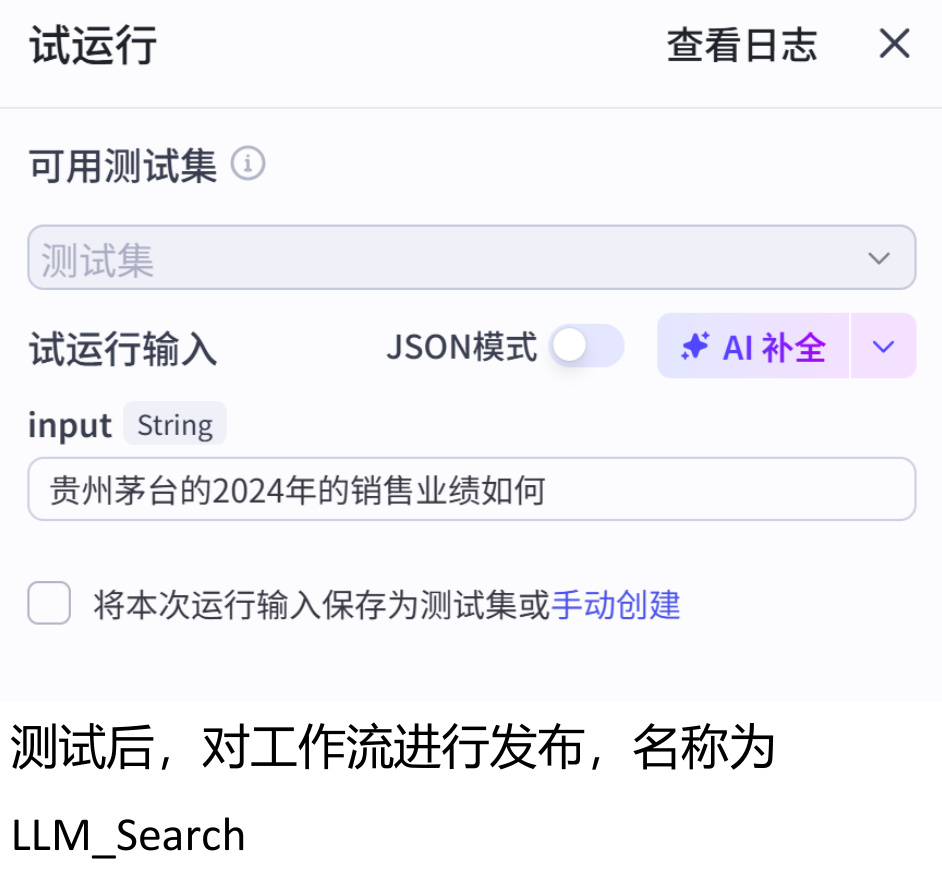 试运行 查看日志
可用测试集
测试集
试运行输入 JSON模式 AI 补全
input String
贵州茅台的2024年的销售业绩如何
将本次运行输入保存为测试集或手动创建
测试后，对工作流进行发布，名称为
LLM_Search